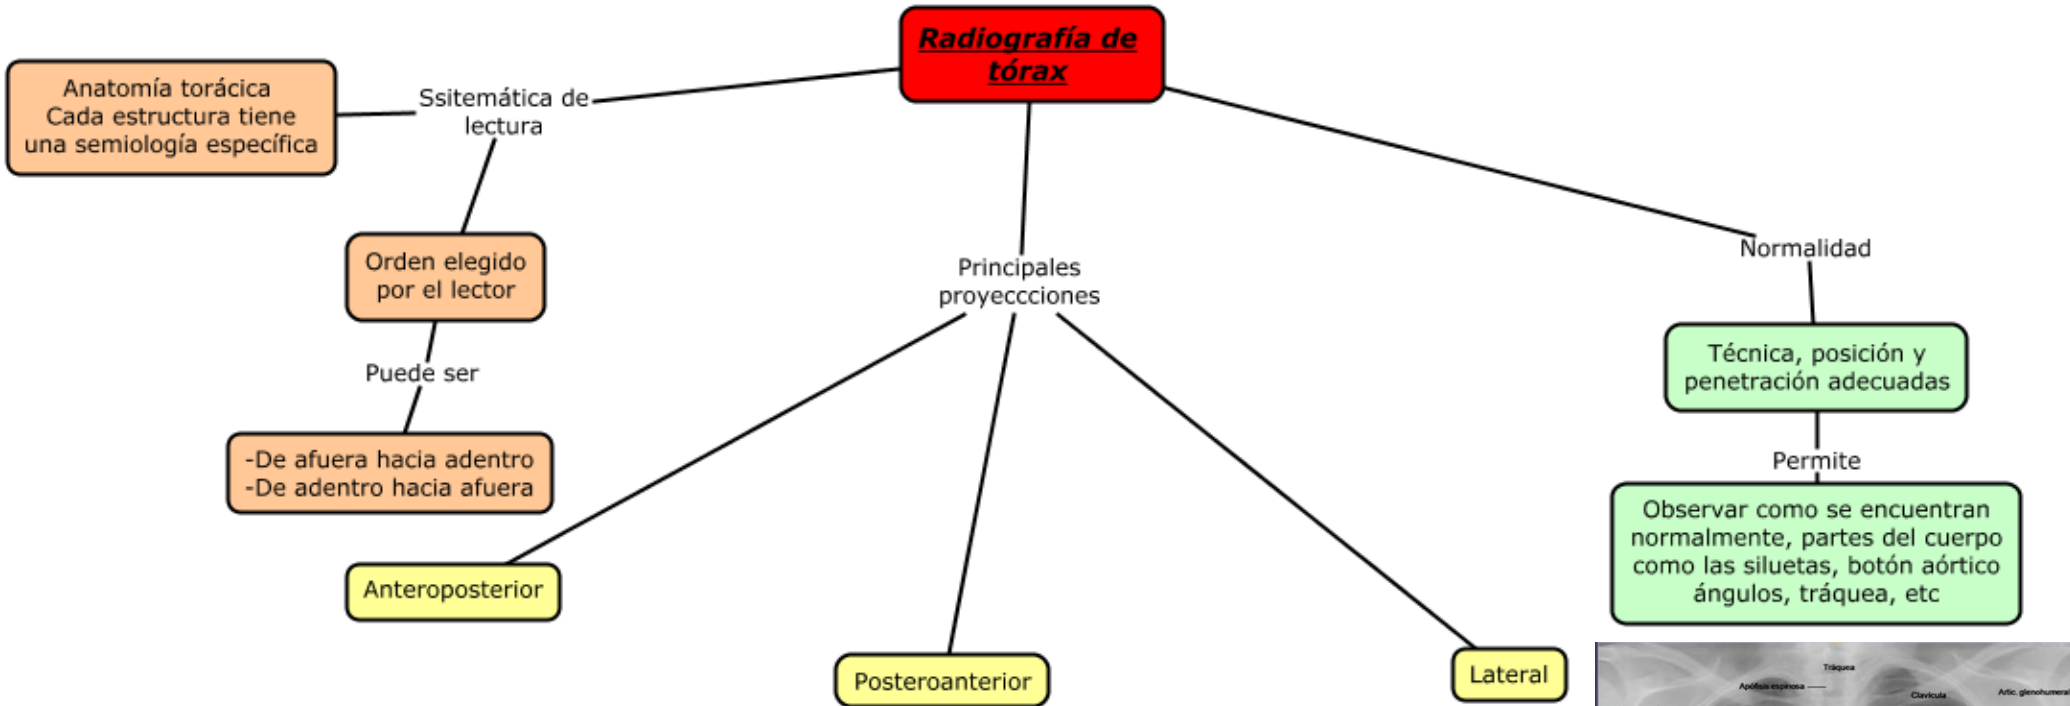 Radiografía de
tórax
Anatomía torácica
Cada estructura tiene
una semiología específica
Ssitemática de
lectura
Orden elegido
por el lector
Puede ser
-De afuera hacia adentro
-De adentro hacia afuera
Principales
proyeccciones
Anteroposterior
Posteroanterior
Lateral
Normalidad
Técnica, posición y
penetración adecuadas
Permite
Observar como se encuentran
normalmente, partes del cuerpo
como las siluetas, botón aórtico
ángulos, tráquea, etc
Tráquea
Apófisis espinosa
Clavícula
Artic. glenohumeral